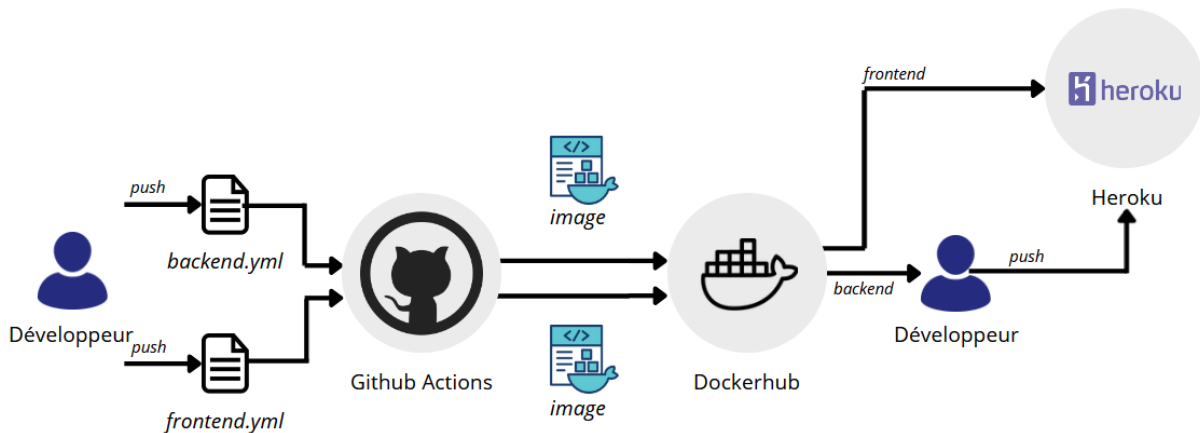 push
backend.yml
Développeur
push
frontend.yml
Github Actions
</>
image
</>
image
Dockerhub
frontend
backend
Développeur
push
heroku
Heroku